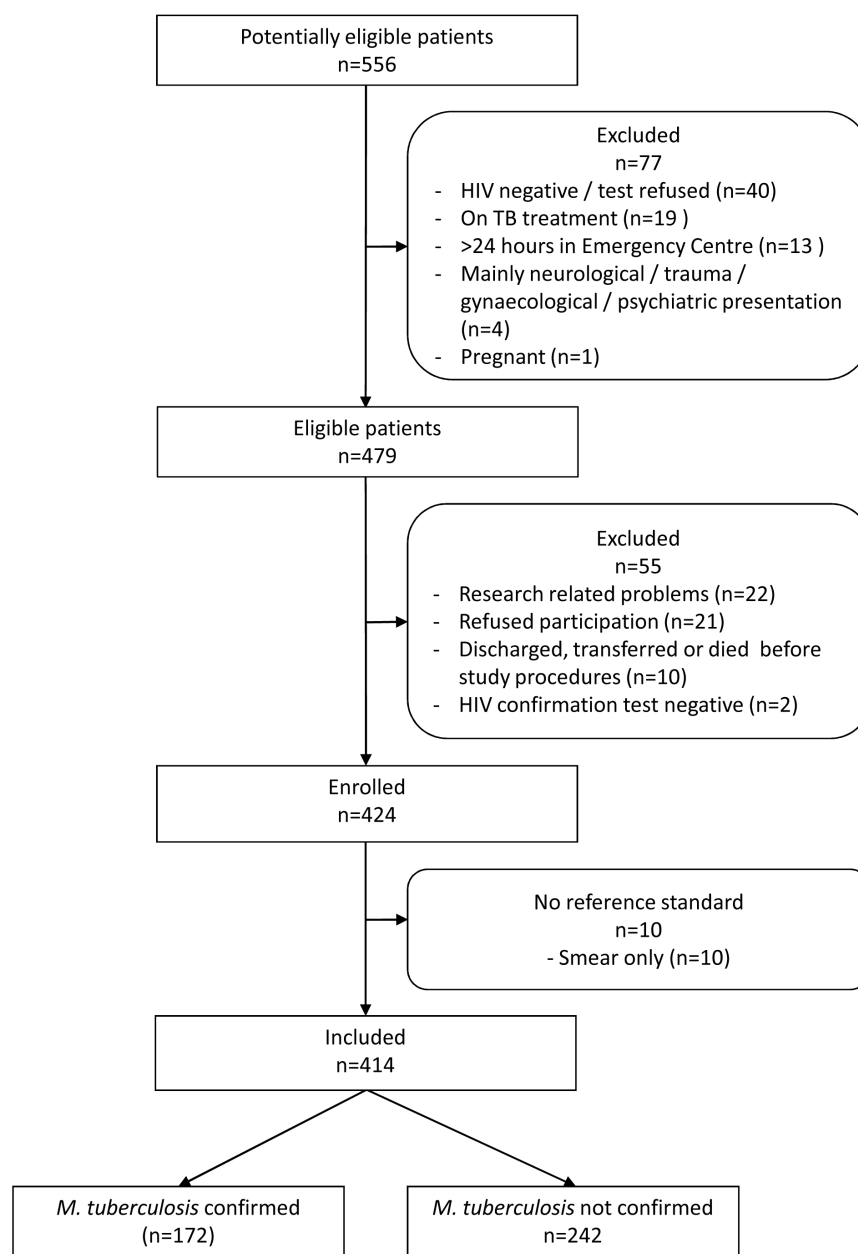 Potentially eligible patients
n=556
Excluded
n=77
- HIV negative / test refused (n=40)
- On TB treatment (n=19 )
- >24 hours in Emergency Centre (n=13 )
- Mainly neurological / trauma /
gynaecological / psychiatric presentation
(n=4)
- Pregnant (n=1)
Eligible patients
n=479
Excluded
n=55
- Research related problems (n=22)
- Refused participation (n=21)
- Discharged, transferred or died  before
study procedures (n=10)
- HIV confirmation test negative (n=2)
Enrolled
n=424
No reference standard
n=10
- Smear only (n=10)
Included
n=414
M. tuberculosis confirmed
(n=172)
M. tuberculosis not confirmed
n=242